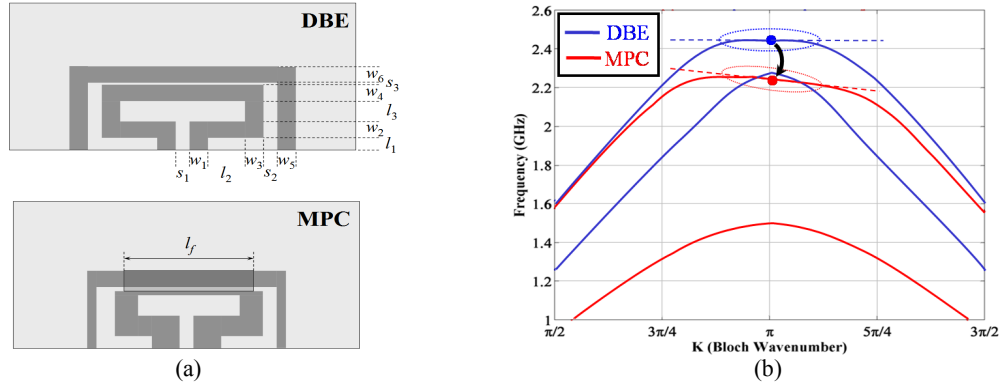 DBE
w6
s3
w4
l3
w2
l1
s1
w1
l2
w3
s2
w5
MPC
lf
(a)
DBE
MPC
Frequency (GHz)
2.6
2.4
2.2
2
1.8
1.6
1.4
1.2
1
π/2
3π/4
π
5π/4
3π/2
K (Bloch Wavenumber)
(b)